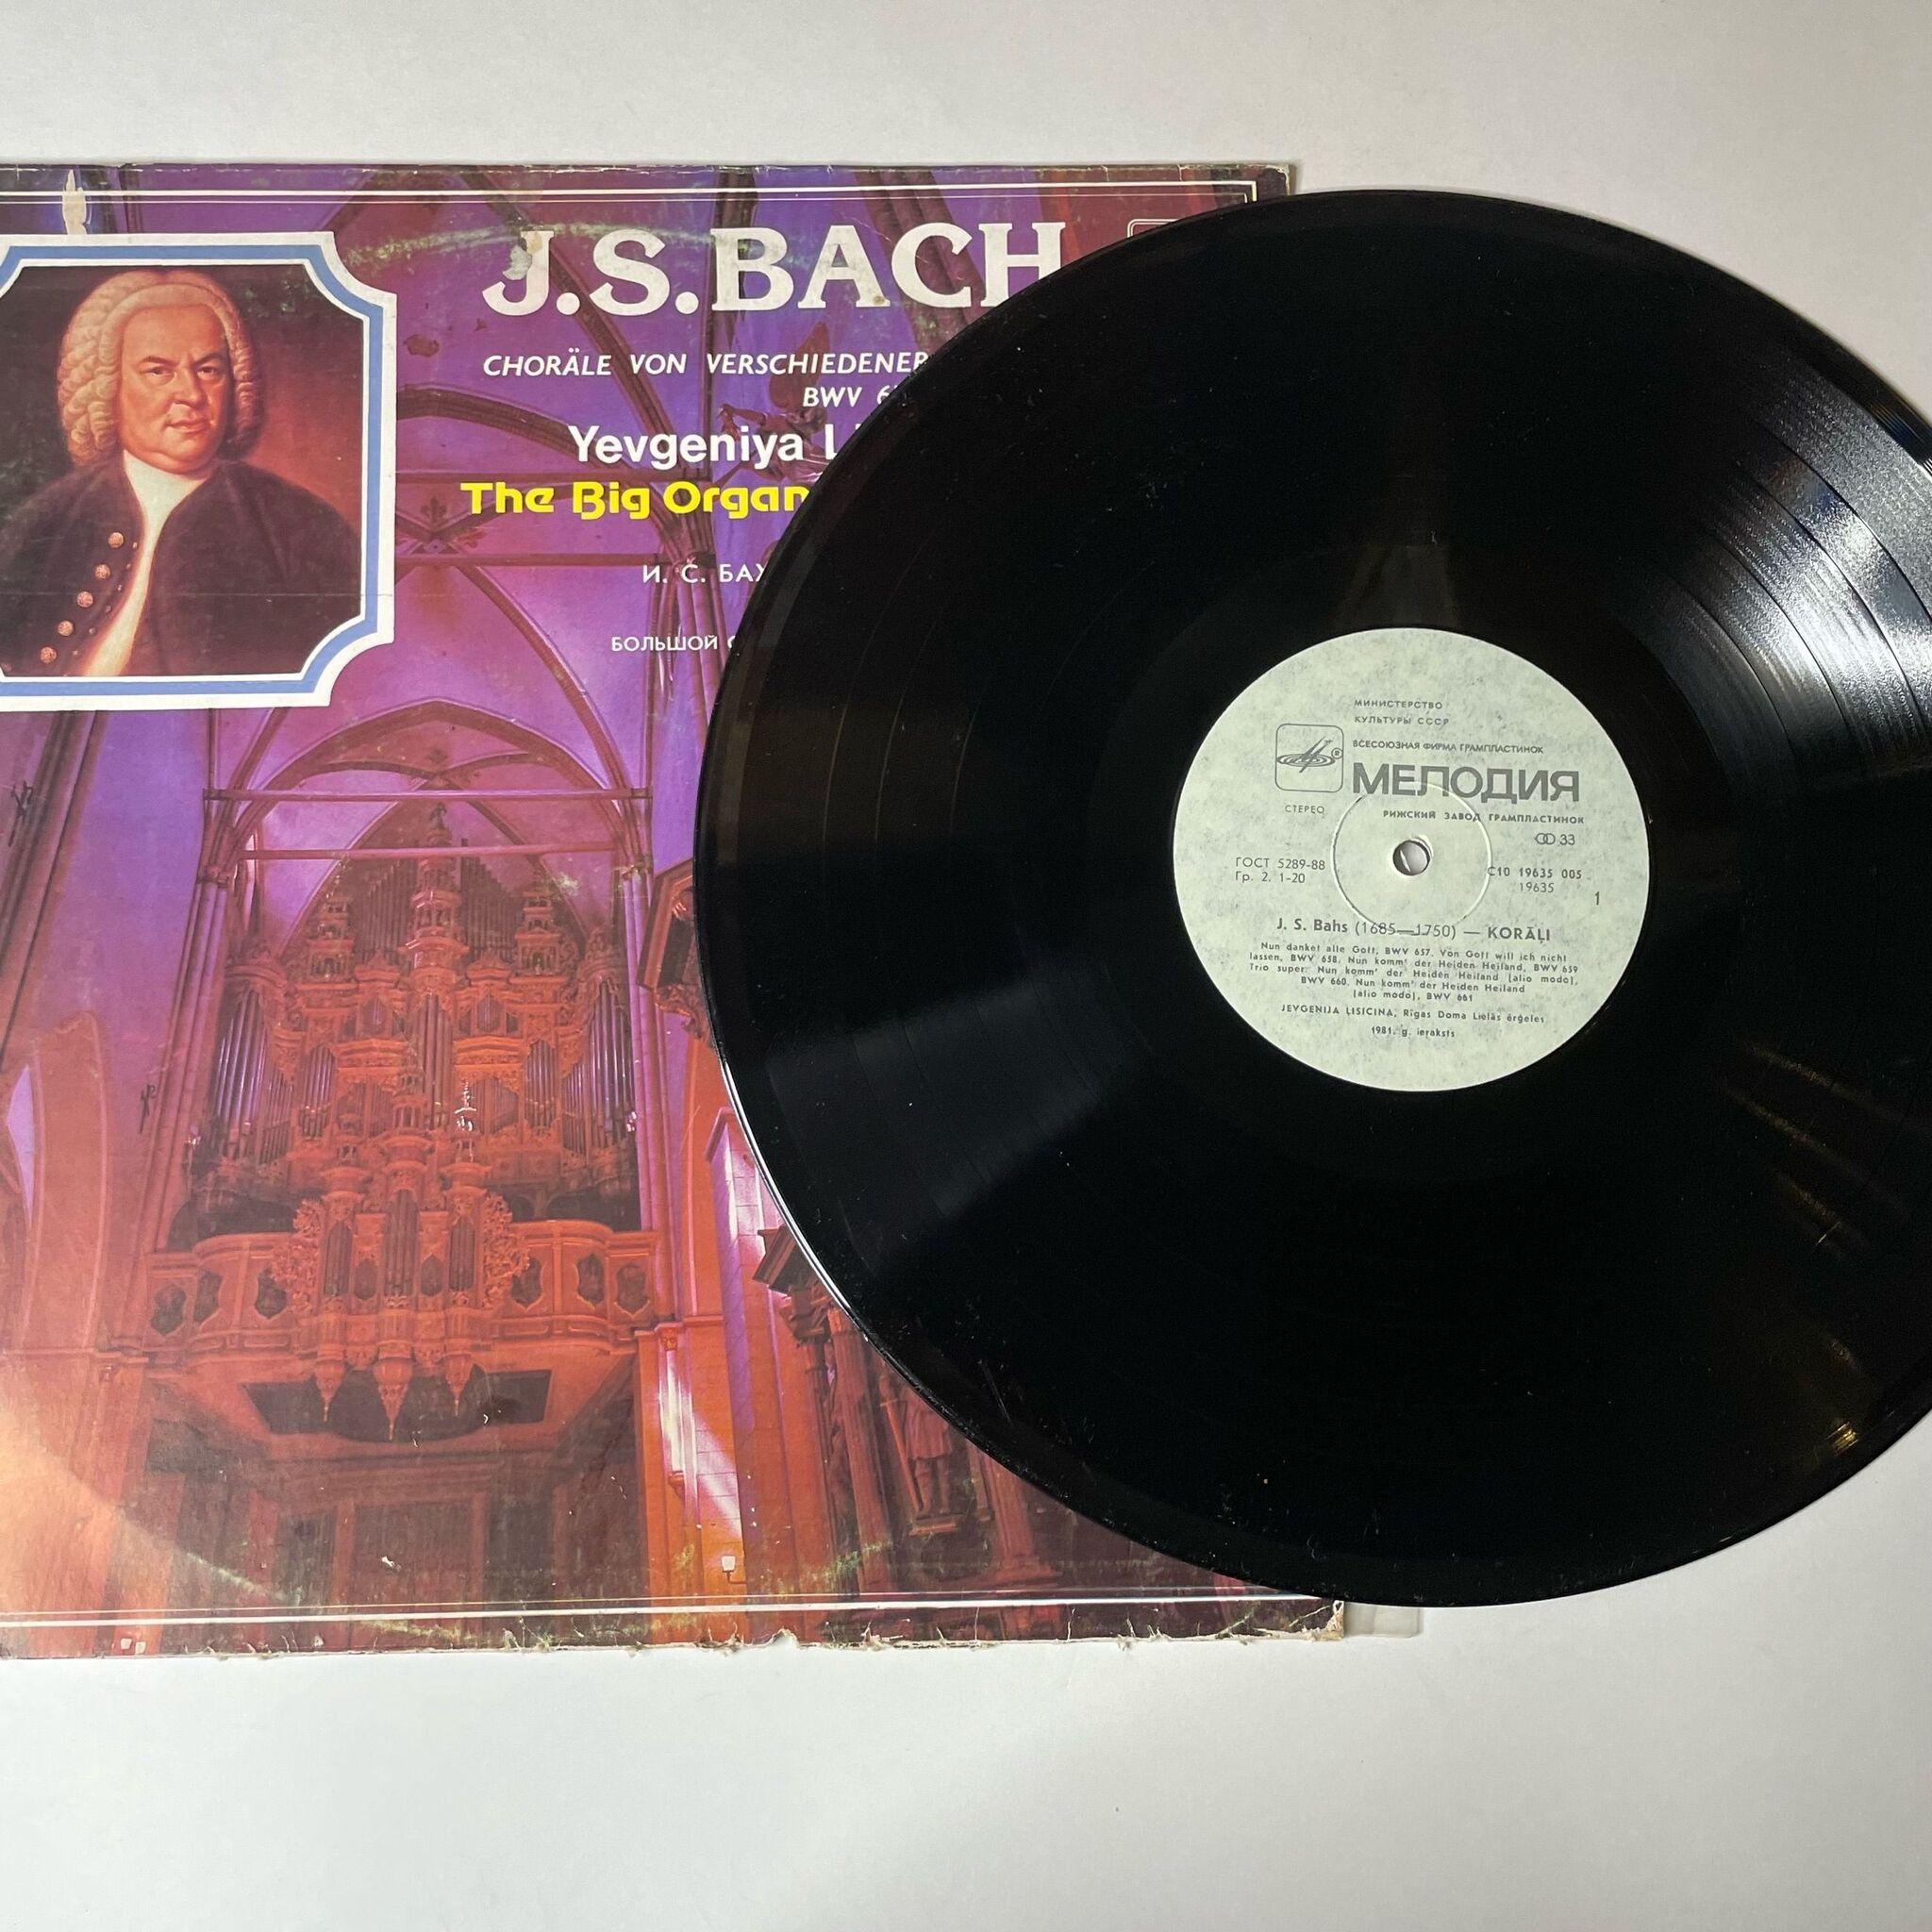 J.S.BACH
CHORÄLE VON VERSCHIEDENER
BWV
Yevgeniya
The Big Organ
И. С. БАХ
БОЛЬШОЙ
МИНИСТЕРСТВО
КУЛЬТУРЫ СССР
ВСЕСОЮЗНАЯ ФИРМА ГРАМПЛАСТИНОК
МЕЛОДИЯ
СТЕРЕО
РИЖСКИЙ ЗАВОД ГРАМПЛАСТИНОК
33
ГОСТ 5289-88
Гр. 2. 1-20
С10 19635 005
19635
1
J. S. Bahs (1685—1750) — KORĀĻI
Nun danket alle Gott, BWV 657. Von Gott will ich nicht
lassen, BWV 658. Nun komm' der Heiden Heiland, BWV 659
Trio super: Nun komm' der Heiden Heiland (alio modo),
BWV 660. Nun komm' der Heiden Heiland
(alio modo), BWV 661
JEVGENIJA ĻISICINA, Rīgas Doma Lielās ērģeles
1981. g. ieraksts